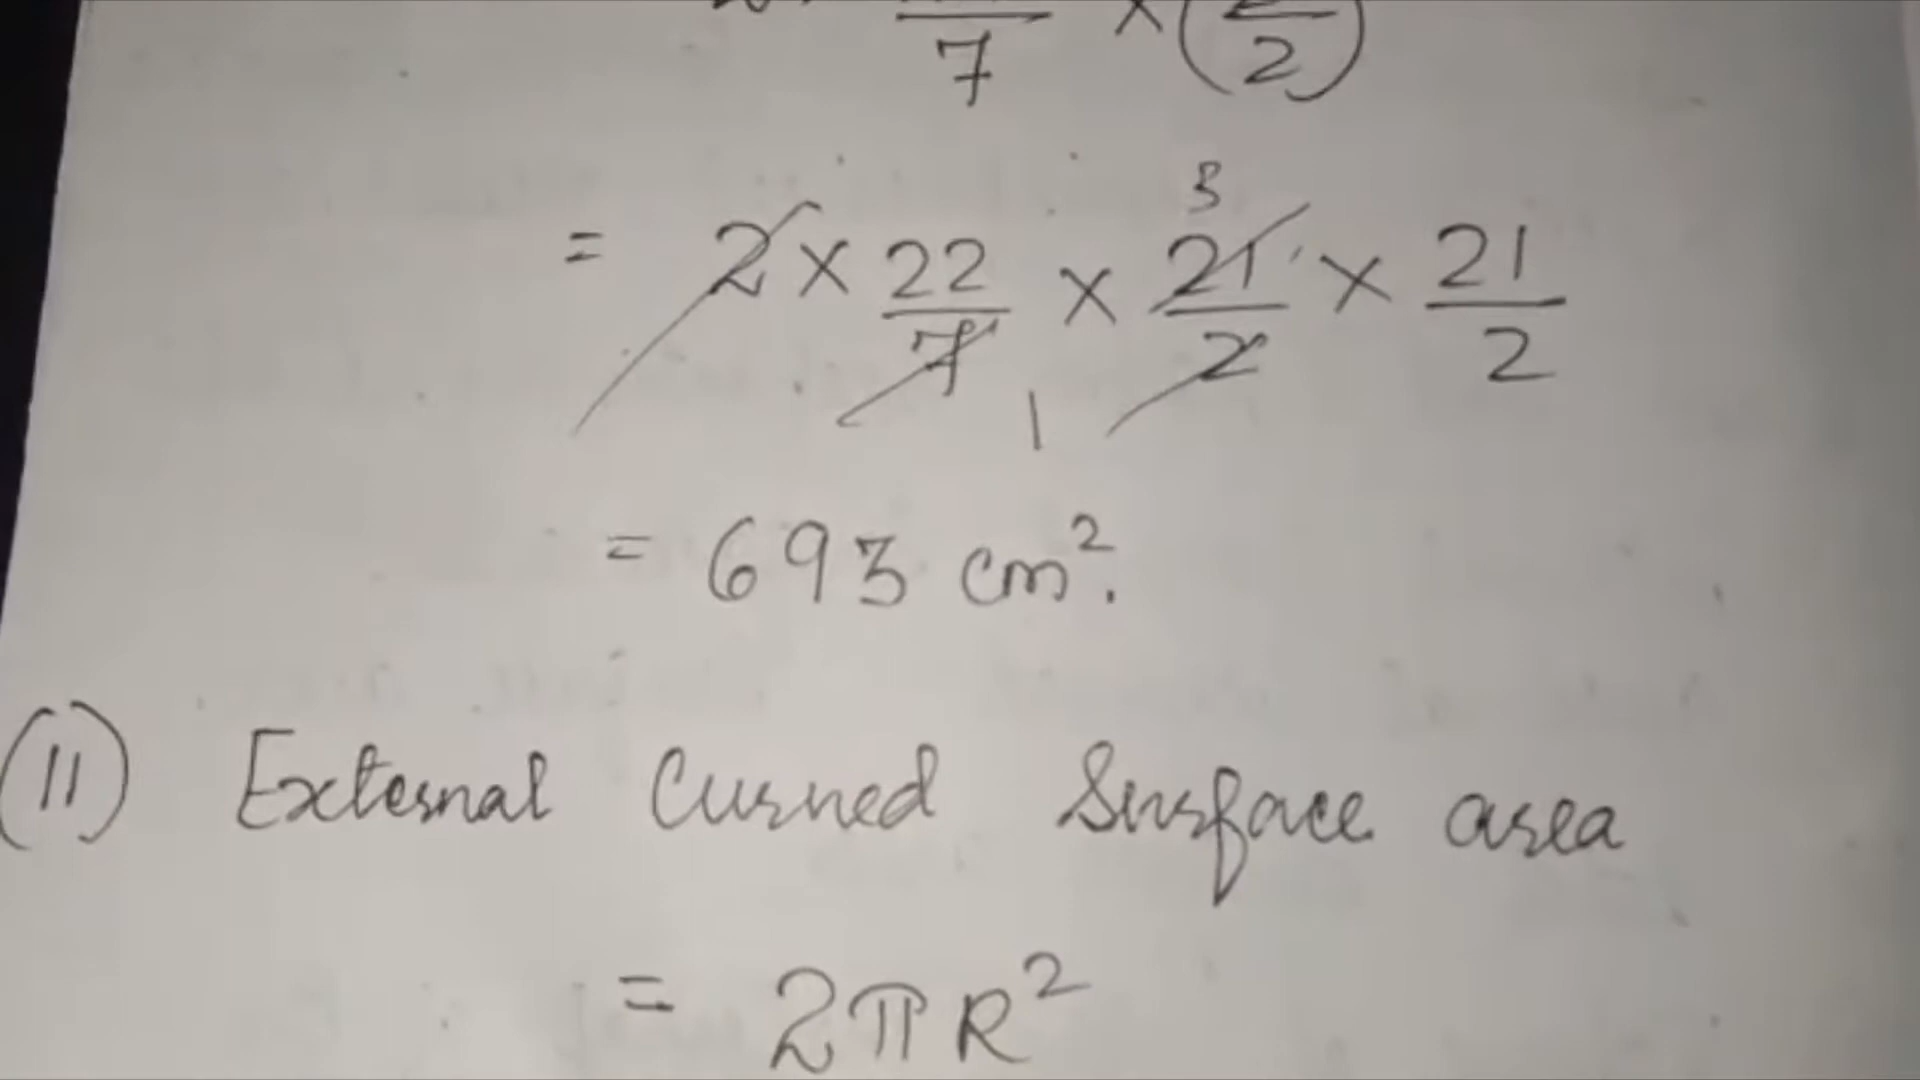 7 × ( 2 )
= 2 × 22/7 × 21/2 × 21/2
3
1
= 693 cm².
(II) External Curved Surface area
= 2πR²